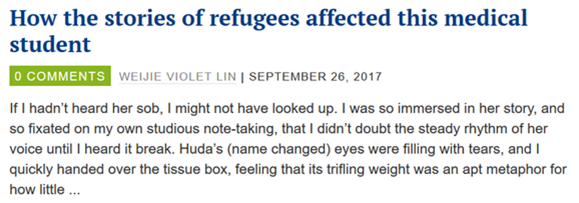 How the stories of refugees affected this medical
student
0 COMMENTS WEIJIE VIOLET LIN | SEPTEMBER 26, 2017
If I hadn’t heard her sob, I might not have looked up. I was so immersed in her story, and
so fixated on my own studious note-taking, that I didn’t doubt the steady rhythm of her
voice until I heard it break. Huda’s (name changed) eyes were filling with tears, and I
quickly handed over the tissue box, feeling that its trifling weight was an apt metaphor for
how little ...